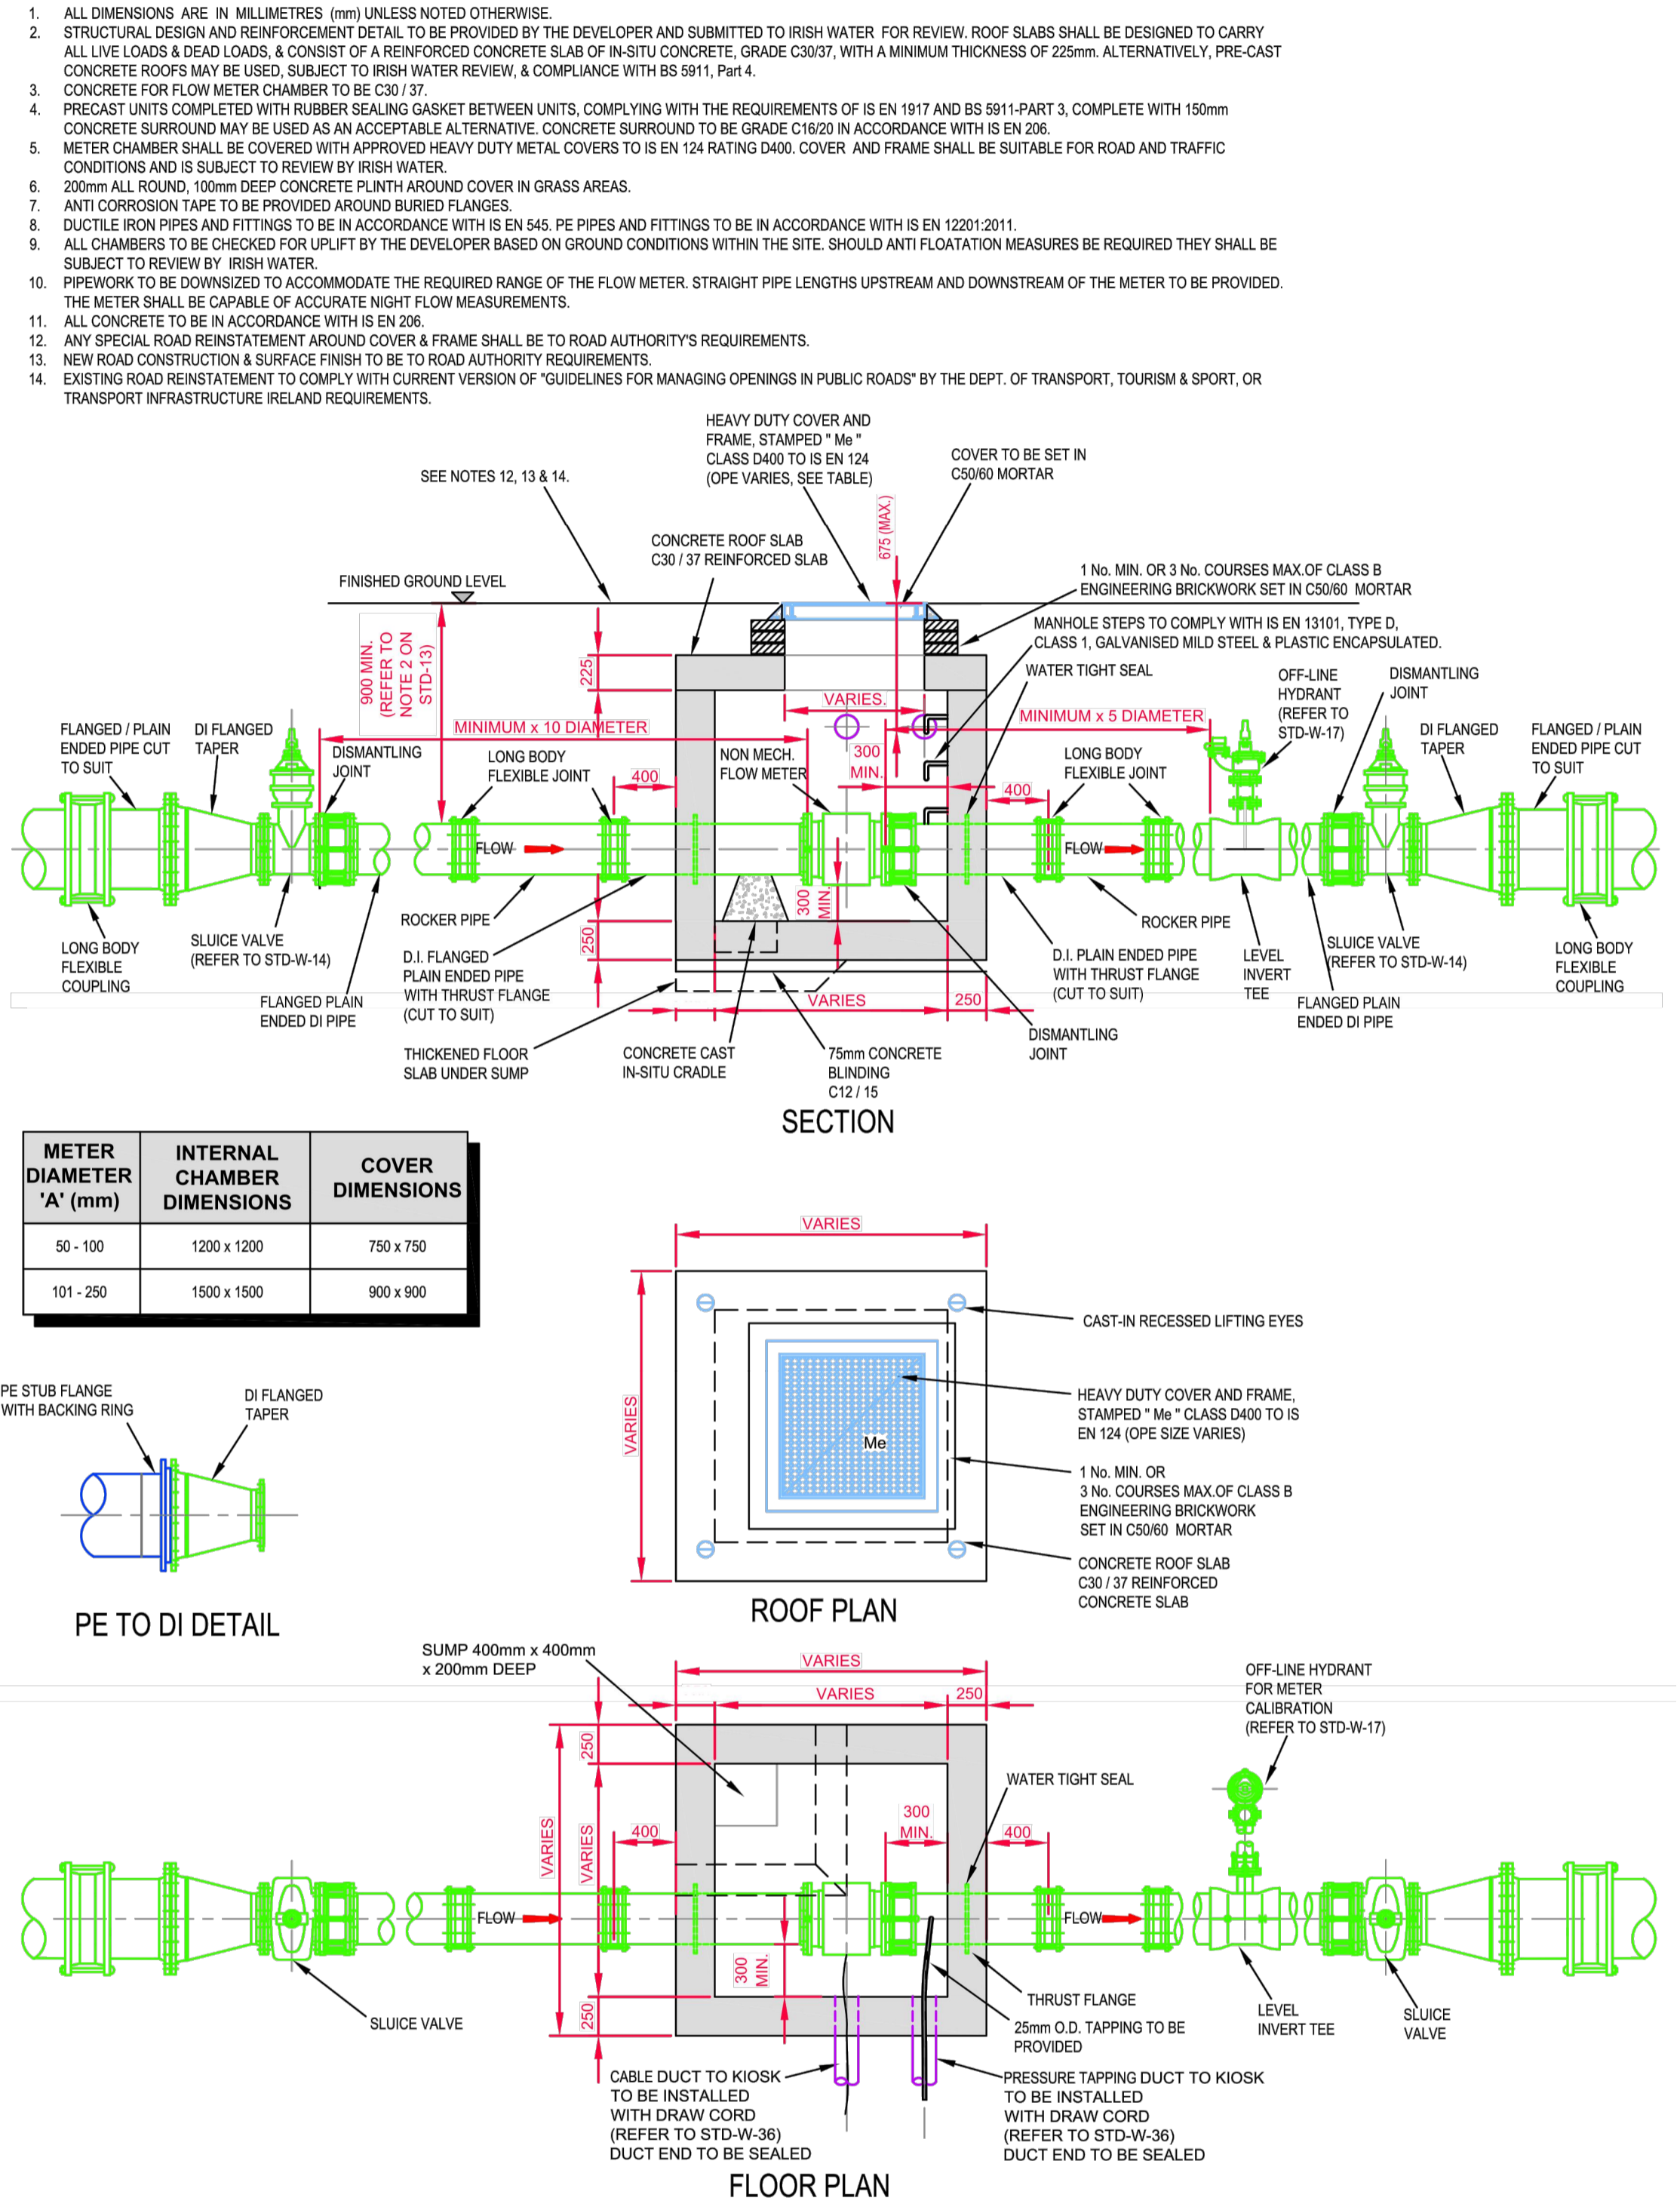 1. ALL DIMENSIONS ARE IN MILLIMETRES (mm) UNLESS NOTED OTHERWISE.
2. STRUCTURAL DESIGN AND REINFORCEMENT DETAIL TO BE PROVIDED BY THE DEVELOPER AND SUBMITTED TO IRISH WATER FOR REVIEW. ROOF SLABS SHALL BE DESIGNED TO CARRY
ALL LIVE LOADS & DEAD LOADS, & CONSIST OF A REINFORCED CONCRETE SLAB OF IN-SITU CONCRETE, GRADE C30/37, WITH A MINIMUM THICKNESS OF 225mm. ALTERNATIVELY, PRE-CAST
CONCRETE ROOFS MAY BE USED, SUBJECT TO IRISH WATER REVIEW, & COMPLIANCE WITH BS 5911, Part 4.
3. CONCRETE FOR FLOW METER CHAMBER TO BE C30 / 37.
4. PRECAST UNITS COMPLETED WITH RUBBER SEALING GASKET BETWEEN UNITS, COMPLYING WITH THE REQUIREMENTS OF IS EN 1917 AND BS 5911-PART 3, COMPLETE WITH 150mm
CONCRETE SURROUND MAY BE USED AS AN ACCEPTABLE ALTERNATIVE. CONCRETE SURROUND TO BE GRADE C16/20 IN ACCORDANCE WITH IS EN 206.
5. METER CHAMBER SHALL BE COVERED WITH APPROVED HEAVY DUTY METAL COVERS TO IS EN 124 RATING D400. COVER AND FRAME SHALL BE SUITABLE FOR ROAD AND TRAFFIC
CONDITIONS AND IS SUBJECT TO REVIEW BY IRISH WATER.
6. 200mm ALL ROUND, 100mm DEEP CONCRETE PLINTH AROUND COVER IN GRASS AREAS.
7. ANTI CORROSION TAPE TO BE PROVIDED AROUND BURIED FLANGES.
8. DUCTILE IRON PIPES AND FITTINGS TO BE IN ACCORDANCE WITH IS EN 545. PE PIPES AND FITTINGS TO BE IN ACCORDANCE WITH IS EN 12201:2011.
9. ALL CHAMBERS TO BE CHECKED FOR UPLIFT BY THE DEVELOPER BASED ON GROUND CONDITIONS WITHIN THE SITE. SHOULD ANTI FLOATATION MEASURES BE REQUIRED THEY SHALL BE
SUBJECT TO REVIEW BY IRISH WATER.
10. PIPEWORK TO BE DOWNSIZED TO ACCOMMODATE THE REQUIRED RANGE OF THE FLOW METER. STRAIGHT PIPE LENGTHS UPSTREAM AND DOWNSTREAM OF THE METER TO BE PROVIDED.
THE METER SHALL BE CAPABLE OF ACCURATE NIGHT FLOW MEASUREMENTS.
11. ALL CONCRETE TO BE IN ACCORDANCE WITH IS EN 206.
12. ANY SPECIAL ROAD REINSTATEMENT AROUND COVER & FRAME SHALL BE TO ROAD AUTHORITY'S REQUIREMENTS.
13. NEW ROAD CONSTRUCTION & SURFACE FINISH TO BE TO ROAD AUTHORITY REQUIREMENTS.
14. EXISTING ROAD REINSTATEMENT TO COMPLY WITH CURRENT VERSION OF "GUIDELINES FOR MANAGING OPENINGS IN PUBLIC ROADS" BY THE DEPT. OF TRANSPORT, TOURISM & SPORT, OR
TRANSPORT INFRASTRUCTURE IRELAND REQUIREMENTS.
HEAVY DUTY COVER AND
FRAME, STAMPED " Me "
CLASS D400 TO IS EN 124
(OPE VARIES, SEE TABLE)
COVER TO BE SET IN
C50/60 MORTAR
SEE NOTES 12, 13 & 14.
675 (MAX.)
CONCRETE ROOF SLAB
C30 / 37 REINFORCED SLAB
FINISHED GROUND LEVEL
1 No. MIN. OR 3 No. COURSES MAX.OF CLASS B
ENGINEERING BRICKWORK SET IN C50/60 MORTAR
MANHOLE STEPS TO COMPLY WITH IS EN 13101, TYPE D,
CLASS 1, GALVANISED MILD STEEL & PLASTIC ENCAPSULATED.
WATER TIGHT SEAL
900 MIN.
(REFER TO
NOTE 2 ON
STD-13)
225
VARIES.
OFF-LINE
HYDRANT
(REFER TO
STD-W-17)
DISMANTLING
JOINT
FLANGED / PLAIN
ENDED PIPE CUT
TO SUIT
DI FLANGED
TAPER
MINIMUM x 10 DIAMETER
MINIMUM x 5 DIAMETER
DI FLANGED
TAPER
FLANGED / PLAIN
ENDED PIPE CUT
TO SUIT
DISMANTLING
JOINT
LONG BODY
FLEXIBLE JOINT
400
NON MECH.
FLOW METER
300
MIN.
400
LONG BODY
FLEXIBLE JOINT
FLOW
FLOW
300
MIN.
250
ROCKER PIPE
ROCKER PIPE
LONG BODY
FLEXIBLE
COUPLING
SLUICE VALVE
(REFER TO STD-W-14)
FLANGED PLAIN
ENDED DI PIPE
D.I. FLANGED
PLAIN ENDED PIPE
WITH THRUST FLANGE
(CUT TO SUIT)
VARIES
250
D.I. PLAIN ENDED PIPE
WITH THRUST FLANGE
(CUT TO SUIT)
LEVEL
INVERT
TEE
SLUICE VALVE
(REFER TO STD-W-14)
FLANGED PLAIN
ENDED DI PIPE
LONG BODY
FLEXIBLE
COUPLING
THICKENED FLOOR
SLAB UNDER SUMP
CONCRETE CAST
IN-SITU CRADLE
75mm CONCRETE
BLINDING
C12 / 15
DISMANTLING
JOINT
SECTION
METER
DIAMETER
'A' (mm)
INTERNAL
CHAMBER
DIMENSIONS
COVER
DIMENSIONS
50 - 100
1200 x 1200
750 x 750
101 - 250
1500 x 1500
900 x 900
PE STUB FLANGE
WITH BACKING RING
DI FLANGED
TAPER
PE TO DI DETAIL
VARIES
VARIES
Me
CAST-IN RECESSED LIFTING EYES
HEAVY DUTY COVER AND FRAME,
STAMPED " Me " CLASS D400 TO IS
EN 124 (OPE SIZE VARIES)
1 No. MIN. OR
3 No. COURSES MAX.OF CLASS B
ENGINEERING BRICKWORK
SET IN C50/60 MORTAR
CONCRETE ROOF SLAB
C30 / 37 REINFORCED
CONCRETE SLAB
ROOF PLAN
SUMP 400mm x 400mm
x 200mm DEEP
VARIES
VARIES
250
OFF-LINE HYDRANT
FOR METER
CALIBRATION
(REFER TO STD-W-17)
250
WATER TIGHT SEAL
VARIES
VARIES
400
300
MIN.
400
FLOW
FLOW
300
MIN.
250
SLUICE VALVE
THRUST FLANGE
25mm O.D. TAPPING TO BE
PROVIDED
LEVEL
INVERT TEE
SLUICE
VALVE
CABLE DUCT TO KIOSK
TO BE INSTALLED
WITH DRAW CORD
(REFER TO STD-W-36)
DUCT END TO BE SEALED
PRESSURE TAPPING DUCT TO KIOSK
TO BE INSTALLED
WITH DRAW CORD
(REFER TO STD-W-36)
DUCT END TO BE SEALED
FLOOR PLAN